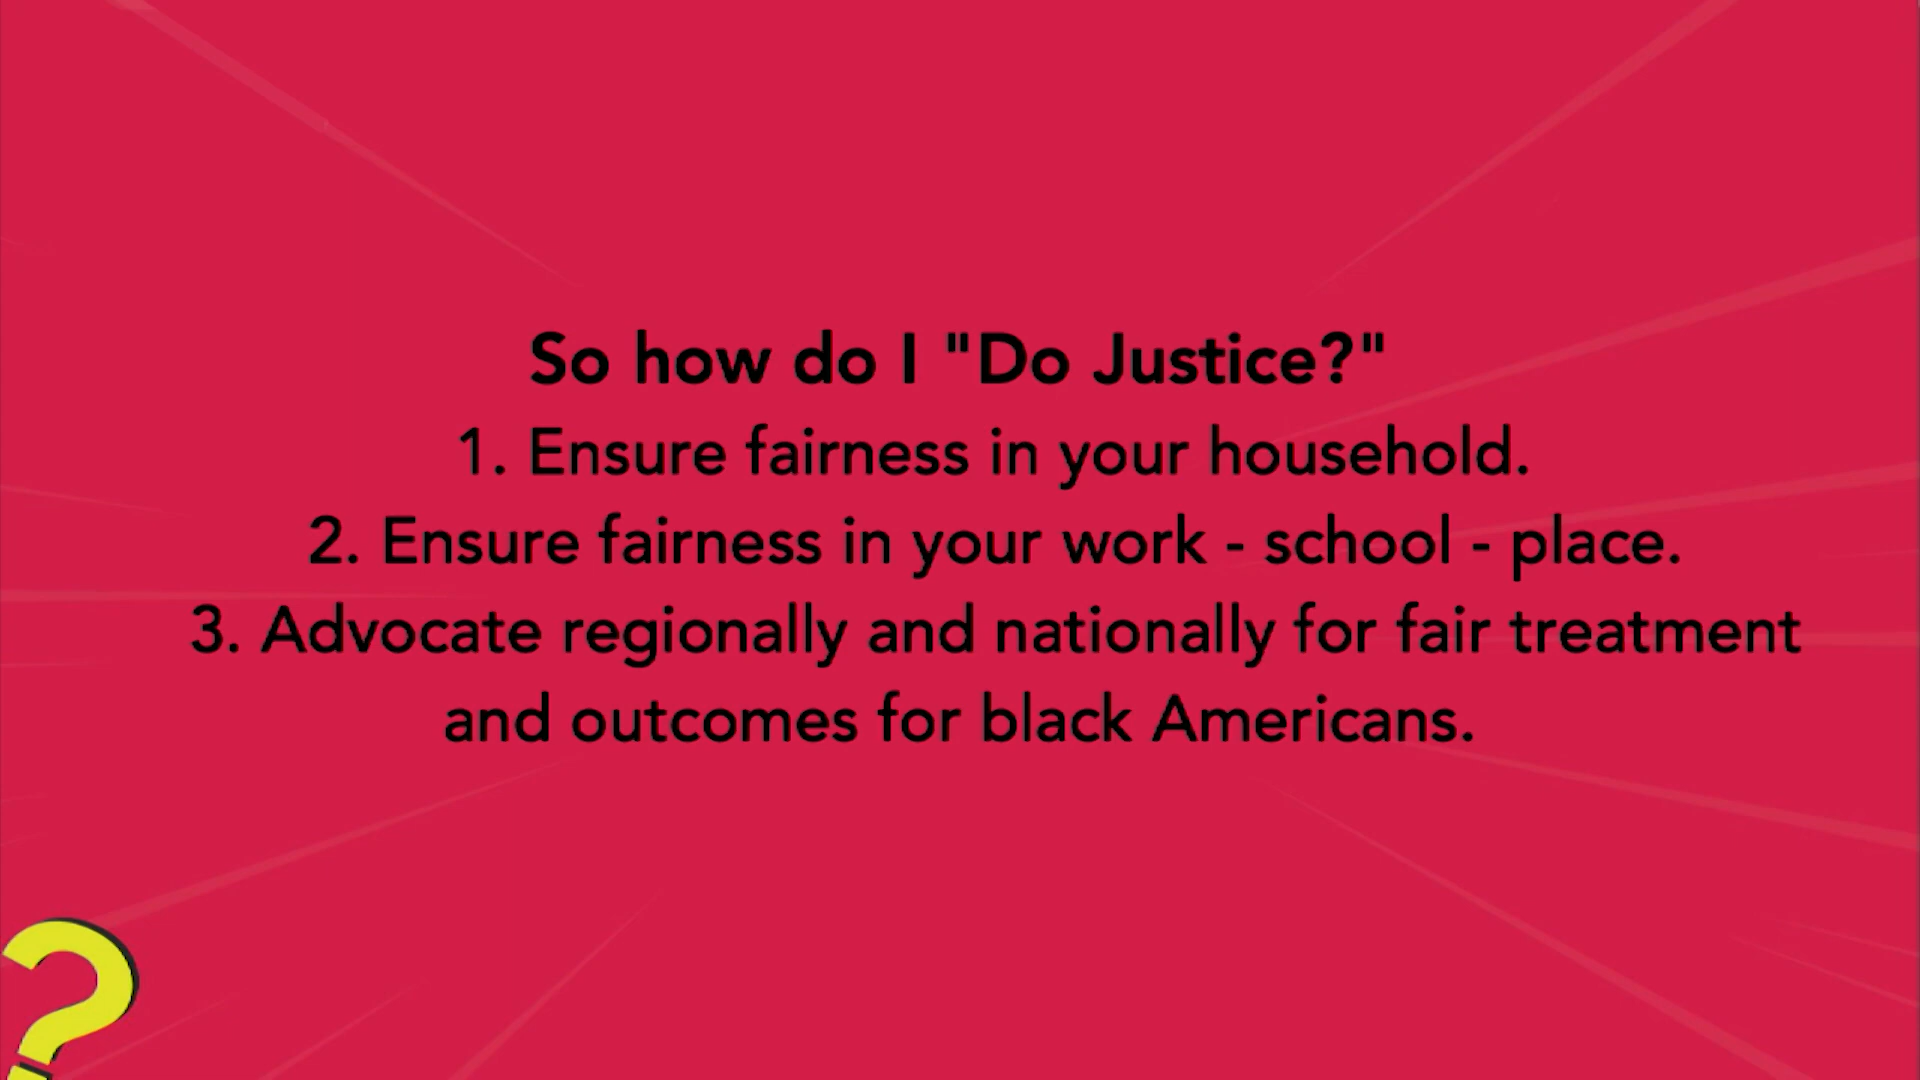 So how do I "Do Justice?"
1. Ensure fairness in your household.
2. Ensure fairness in your work - school - place.
3. Advocate regionally and nationally for fair treatment
and outcomes for black Americans.
?